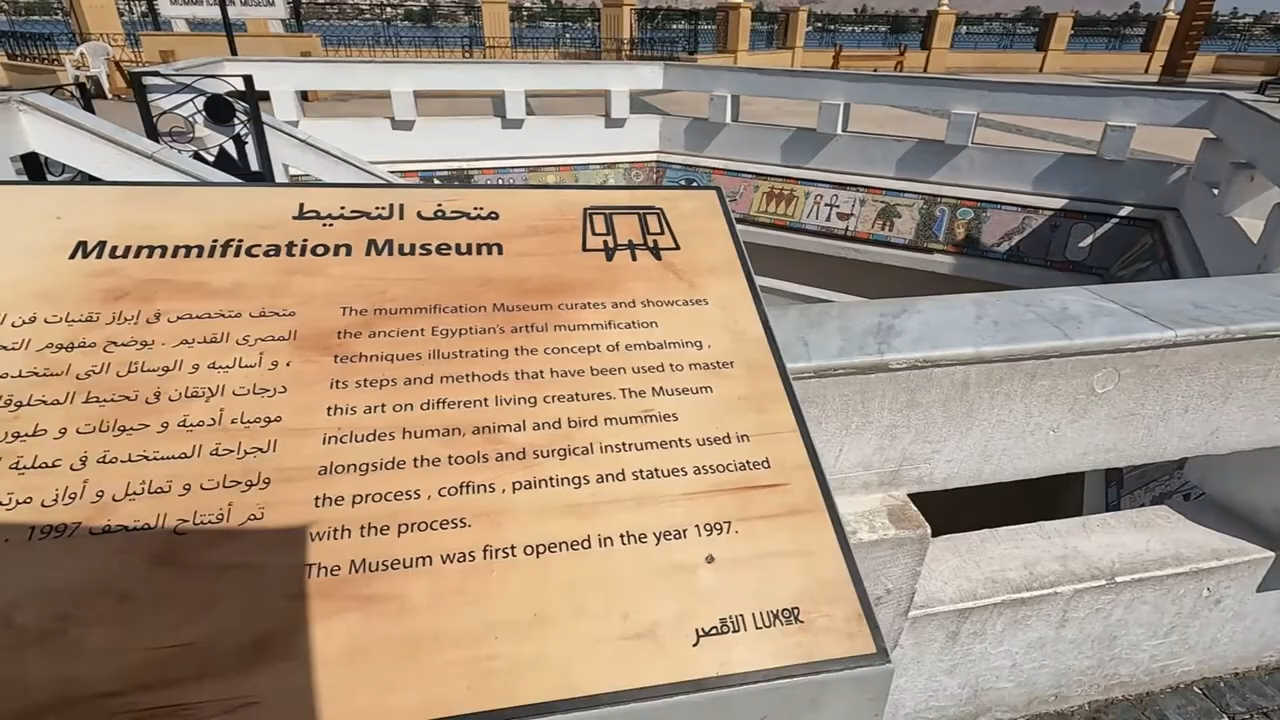 MUMMIFICATION MUSEUM
متحف التحنيط
Mummification Museum
The mummification Museum curates and showcases
the ancient Egyptian's artful mummification
techniques illustrating the concept of embalming ,
its steps and methods that have been used to master
this art on different living creatures. The Museum
includes human, animal and bird mummies
alongside the tools and surgical instruments used in
the process , coffins , paintings and statues associated
with the process.
The Museum was first opened in the year 1997.
متحف متخصص فى إبراز تقنيات فن
المصرى القديم . يوضح مفهوم
، و أساليبه و الوسائل التى
درجات الإتقان فى تحنيط
مومياء أدمية و حيوانات و طيور
الجراحة المستخدمة فى عملية
ولوحات و تماثيل و أوانى
تم أفتتاح المتحف 1997 .
الأقصر LUXOR